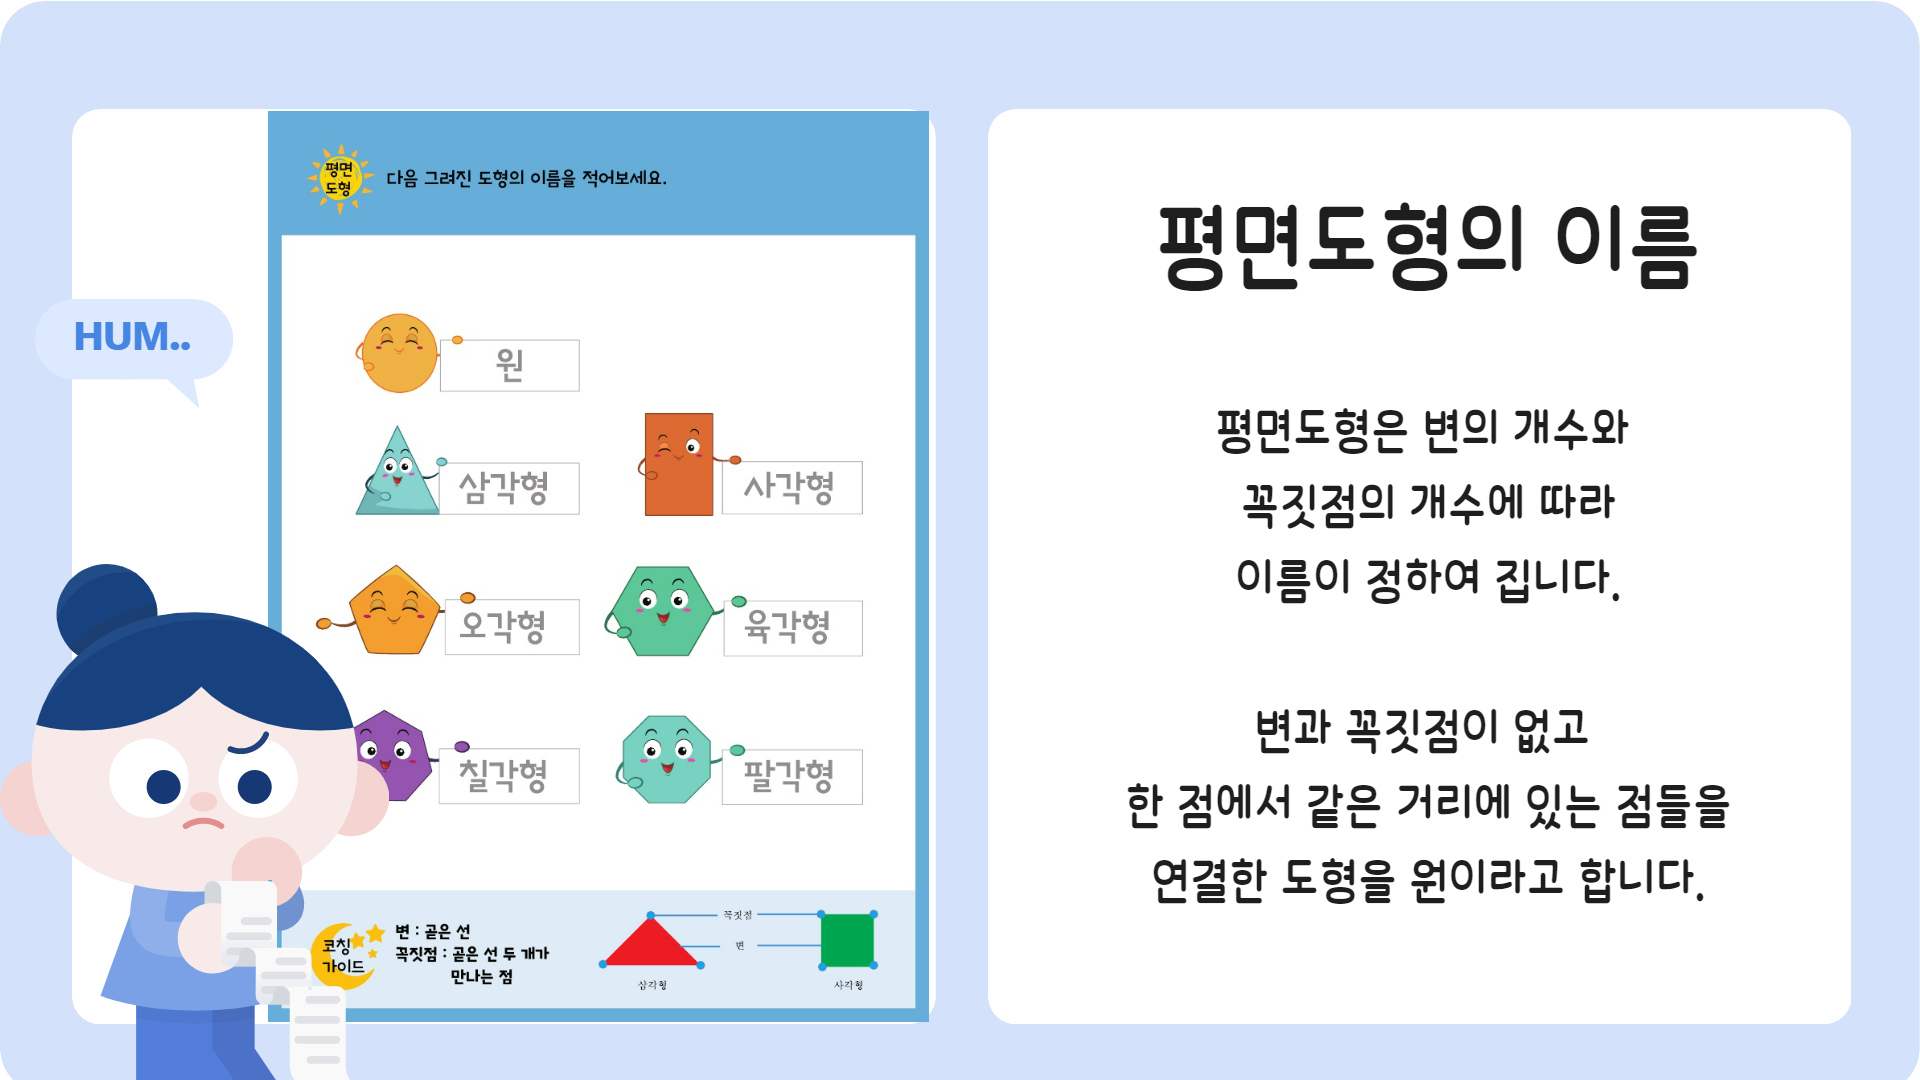 평면
도형
다음 그려진 도형의 이름을 적어보세요.
HUM..
원
삼각형
사각형
오각형
육각형
칠각형
팔각형
코칭
가이드
변 : 곧은 선
꼭짓점 : 곧은 선 두 개가
만나는 점
꼭짓점
변
삼각형
사각형
평면도형의 이름
평면도형은 변의 개수와
꼭짓점의 개수에 따라
이름이 정하여 집니다.
변과 꼭짓점이 없고
한 점에서 같은 거리에 있는 점들을
연결한 도형을 원이라고 합니다.